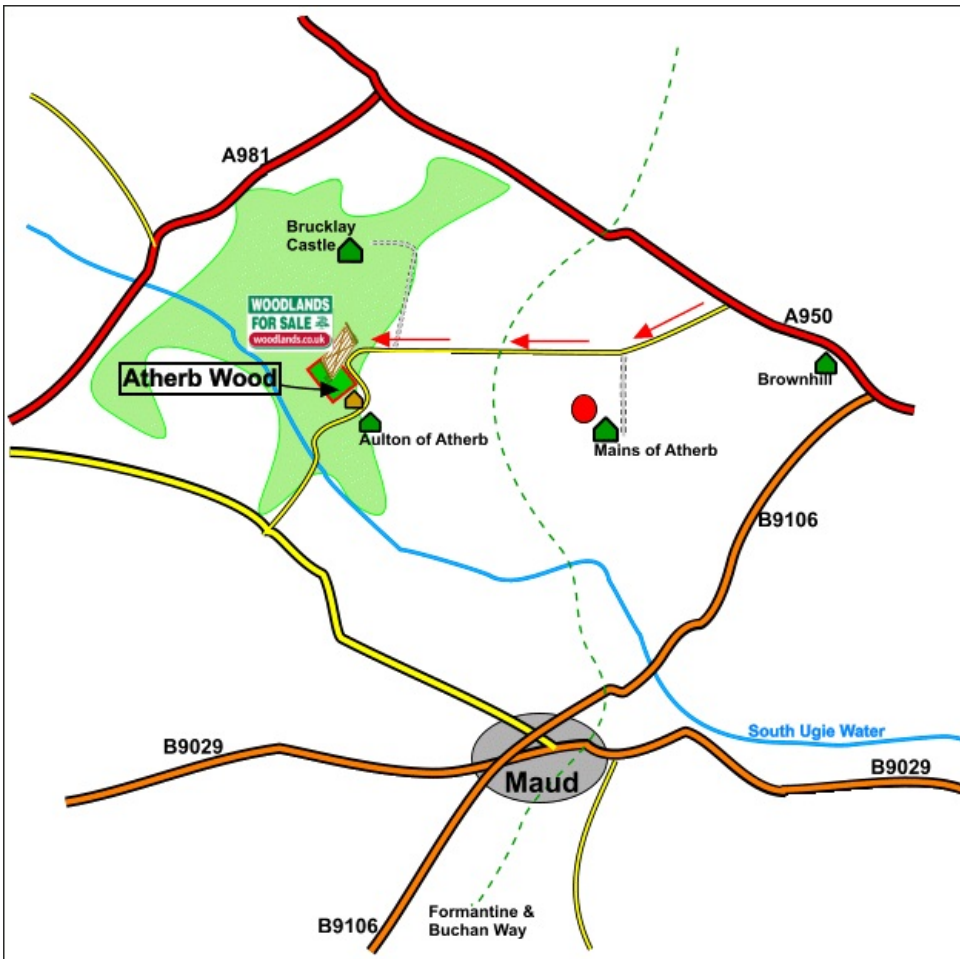 A981
Brucklay
Castle
WOODLANDS
FOR SALE
woodlands.co.uk
A950
Atherb Wood
Brownhill
Aulton of Atherb
Mains of Atherb
B9106
South Ugie Water
B9029
B9029
Maud
Formantine &
Buchan Way
B9106